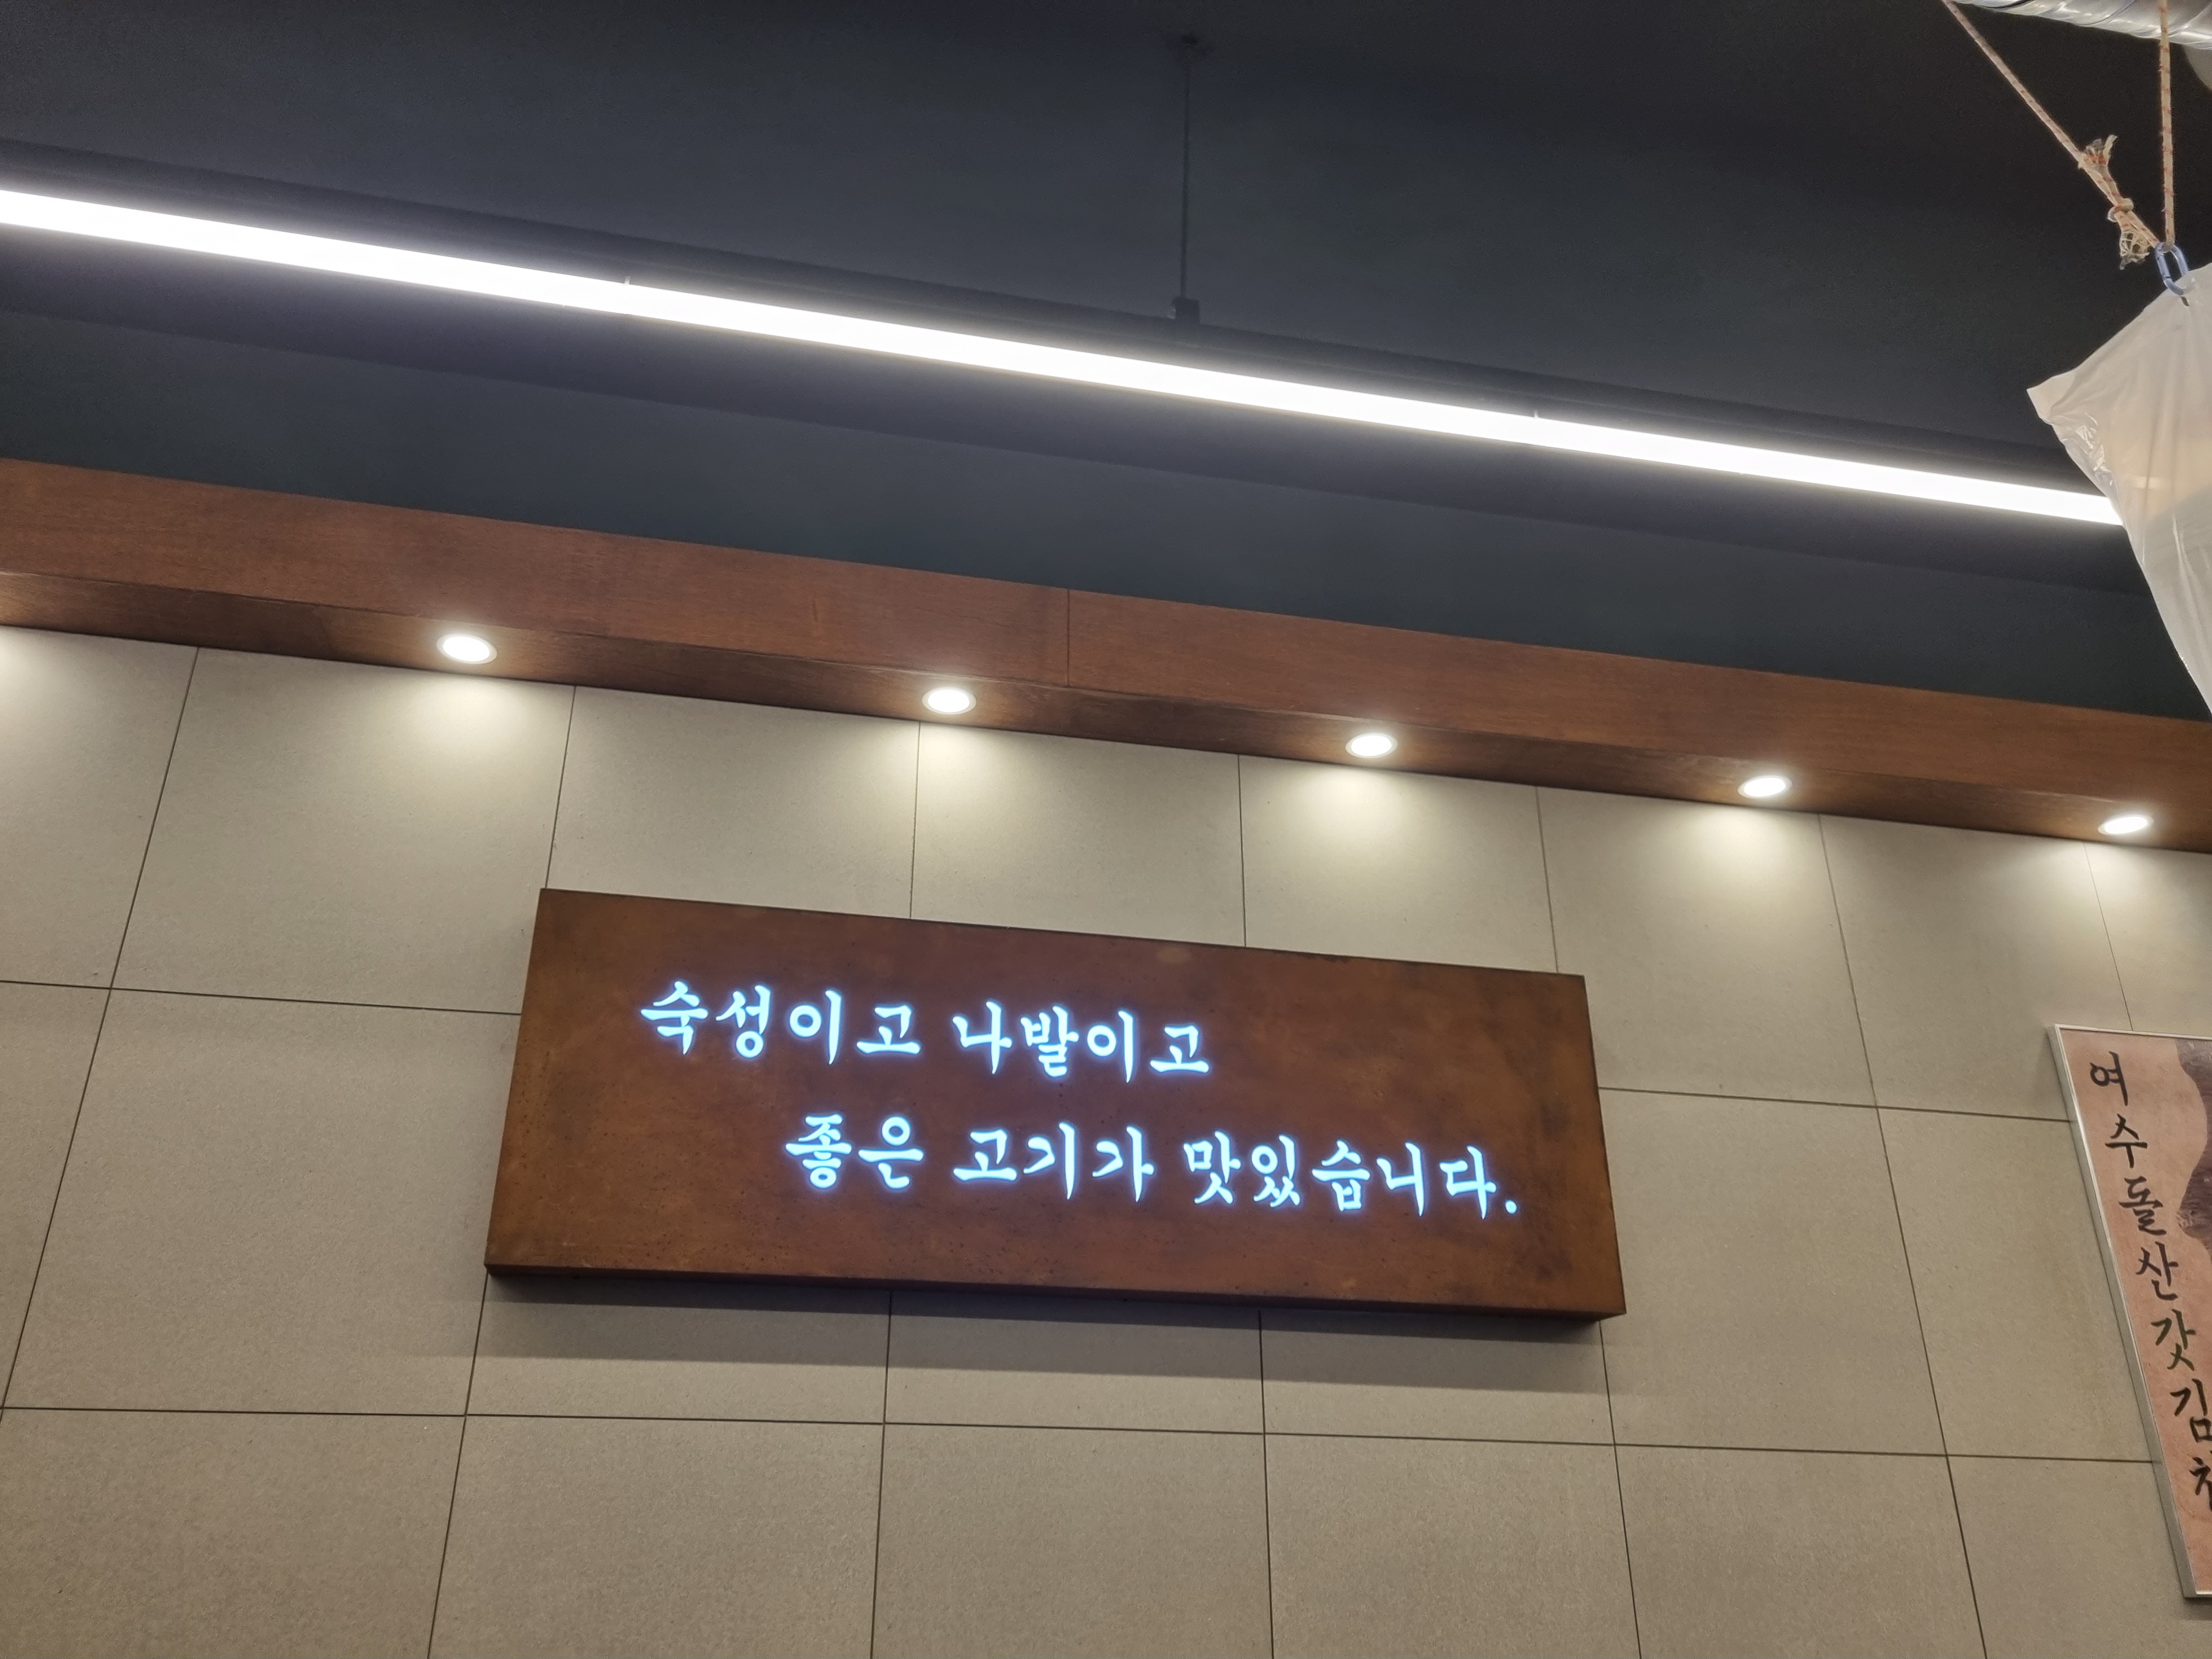 숙성이고 나발이고
좋은 고기가 맛있습니다.
여수돌산갓김치